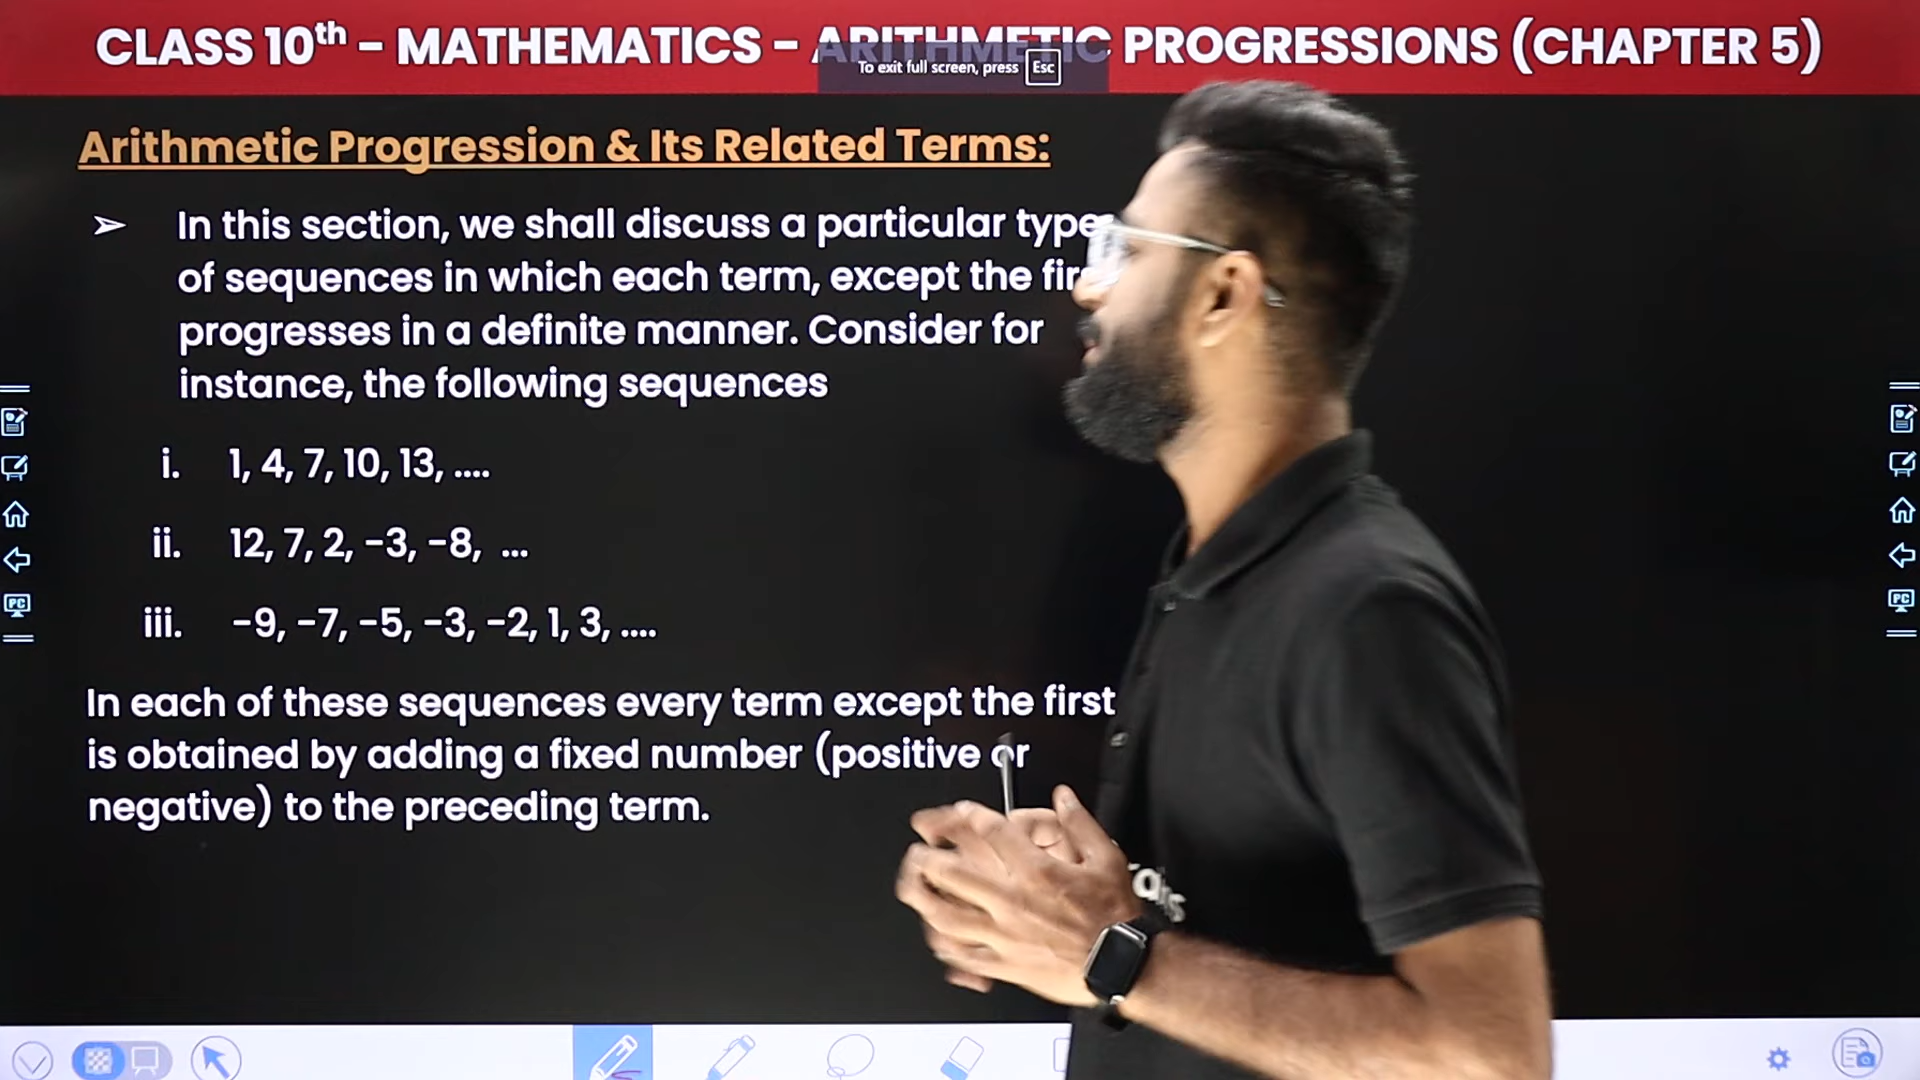 CLASS 10th – MATHEMATICS – ARITHMETIC PROGRESSIONS (CHAPTER 5)
To exit full screen, press Esc
Arithmetic Progression & Its Related Terms:
➢ In this section, we shall discuss a particular type
of sequences in which each term, except the
progresses in a definite manner. Consider for
instance, the following sequences
i. 1, 4, 7, 10, 13, ....
ii. 12, 7, 2, −3, −8, ...
iii. −9, −7, −5, −3, −2, 1, 3, ....
In each of these sequences every term except the first
is obtained by adding a fixed number (positive or
negative) to the preceding term.
PC
PC